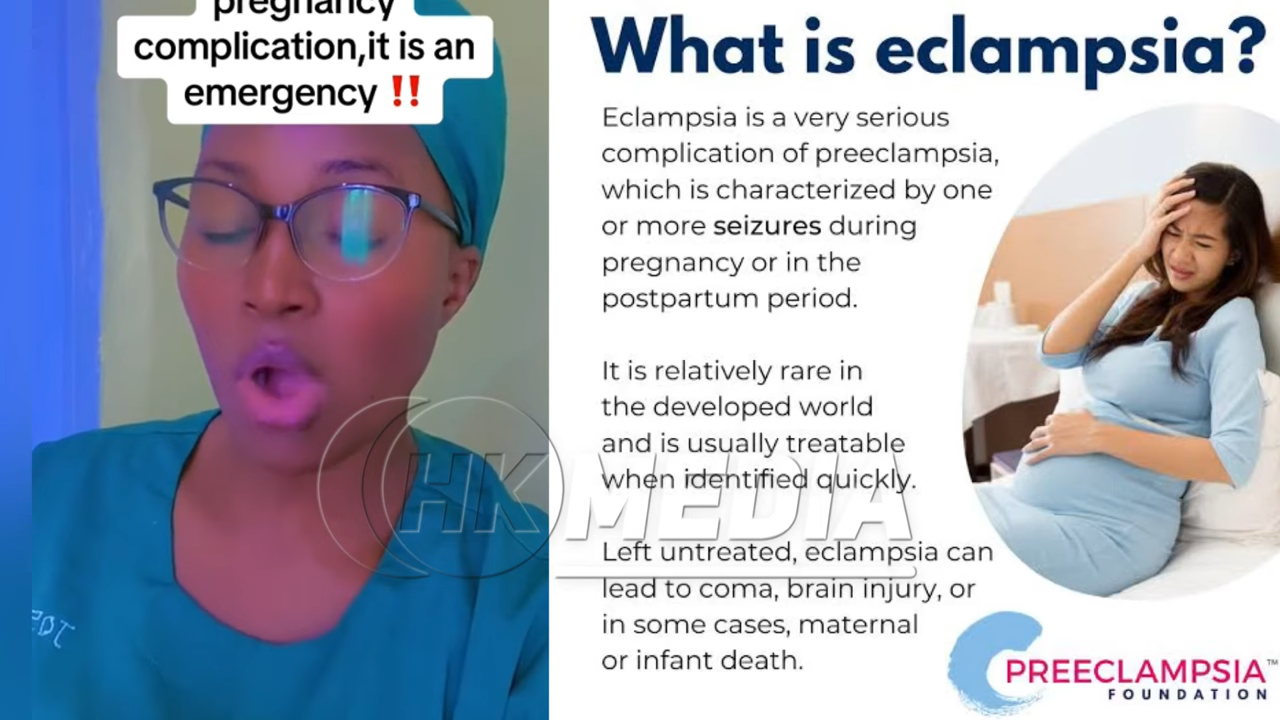 pregnancy
complication,it is an
emergency ‼️
What is eclampsia?
Eclampsia is a very serious
complication of preeclampsia,
which is characterized by one
or more seizures during
pregnancy or in the
postpartum period.
It is relatively rare in
the developed world
and is usually treatable
when identified quickly.
Left untreated, eclampsia can
lead to coma, brain injury, or
in some cases, maternal
or infant death.
HK MEDIA
PREECLAMPSIA™
FOUNDATION